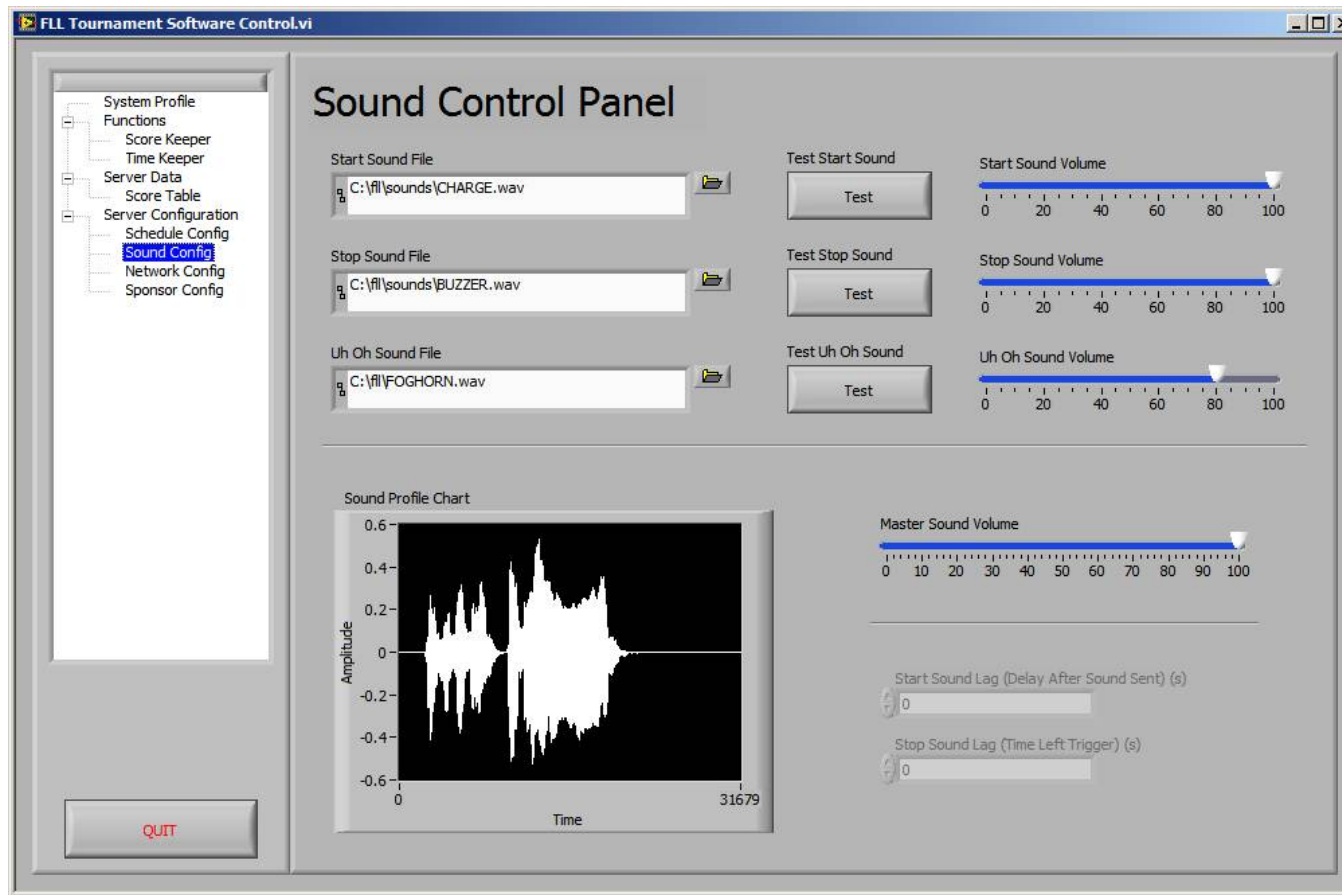 FLL Tournament Software Control.vi
System Profile
Functions
Score Keeper
Time Keeper
Server Data
Score Table
Server Configuration
Schedule Config
Sound Config
Network Config
Sponsor Config
QUIT
Sound Control Panel
Start Sound File
C:\fll\sounds\CHARGE.wav
Test Start Sound
Test
Start Sound Volume
0 20 40 60 80 100
Stop Sound File
C:\fll\sounds\BUZZER.wav
Test Stop Sound
Test
Stop Sound Volume
0 20 40 60 80 100
Uh Oh Sound File
C:\fll\FOGHORN.wav
Test Uh Oh Sound
Test
Uh Oh Sound Volume
0 20 40 60 80 100
Sound Profile Chart
0.6
0.4
0.2
0
-0.2
-0.4
-0.6
Amplitude
0 31679
Time
Master Sound Volume
0 10 20 30 40 50 60 70 80 90 100
Start Sound Lag (Delay After Sound Sent) (s)
0
Stop Sound Lag (Time Left Trigger) (s)
0